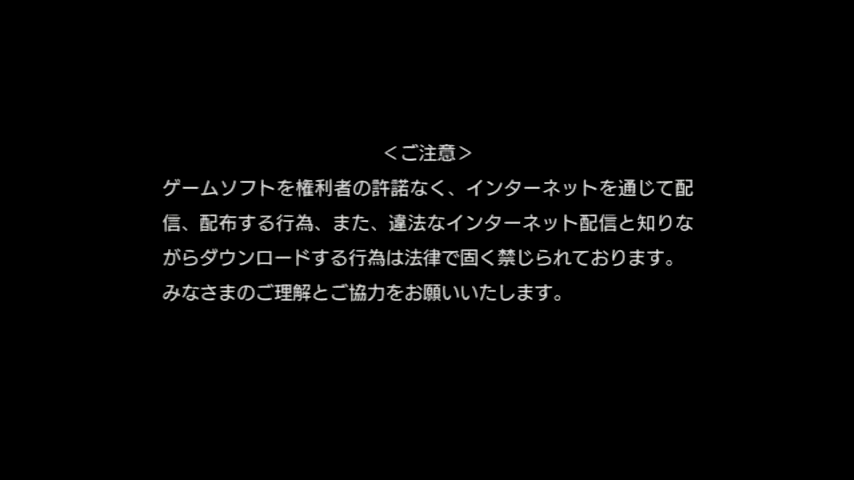 ＜ご注意＞
ゲームソフトを権利者の許諾なく、インターネットを通じて配
信、配布する行為、また、違法なインターネット配信と知りな
がらダウンロードする行為は法律で固く禁じられております。
みなさまのご理解とご協力をお願いいたします。